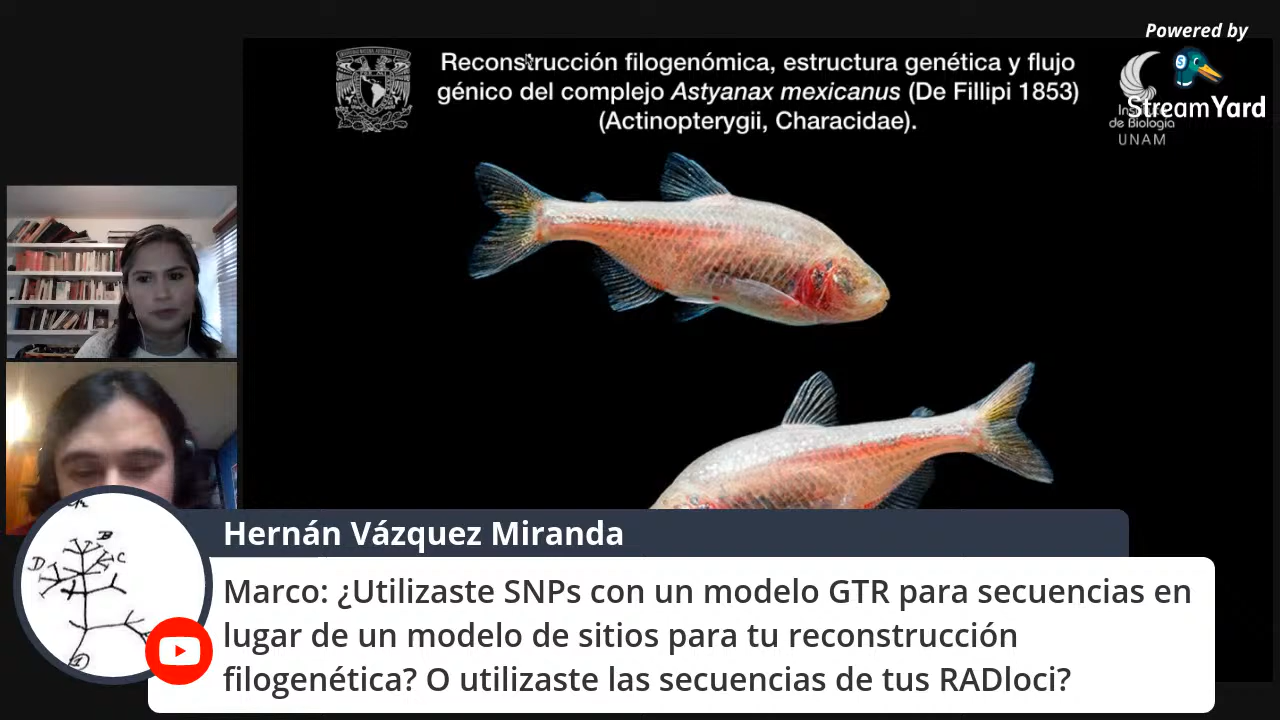 Powered by
StreamYard
Reconstrucción filogenómica, estructura genética y flujo
génico del complejo Astyanax mexicanus (De Fillipi 1853)
(Actinopterygii, Characidae).
de Biología
UNAM
Hernán Vázquez Miranda
Marco: ¿Utilizaste SNPs con un modelo GTR para secuencias en
lugar de un modelo de sitios para tu reconstrucción
filogenética? O utilizaste las secuencias de tus RADloci?
B
D
C